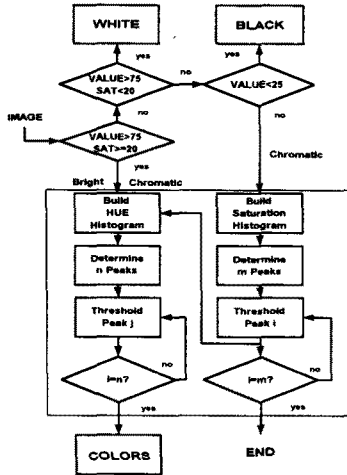 WHITE
BLACK
yes
yes
VALUE>75
SAT<20
no
VALUE<25
no
no
IMAGE
VALUE>75
SAT>=20
yes
Chromatic
Bright
Chromatic
Build
HUE
Histogram
Build
Saturation
Histogram
Determine
n Peaks
Determine
m Peaks
Threshold
Peak j
Threshold
Peak i
no
no
i=n?
i=m?
yes
yes
COLORS
END